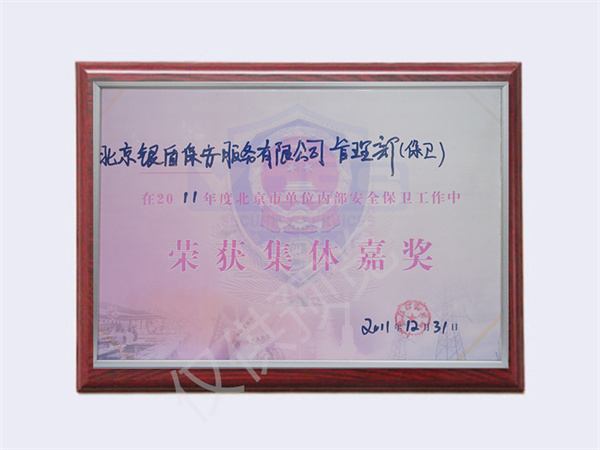 北京银盾保安服务有限公司管理部(保卫)
在2011年度北京市单位内部安全保卫工作中
荣获集体嘉奖
2011年12月31日